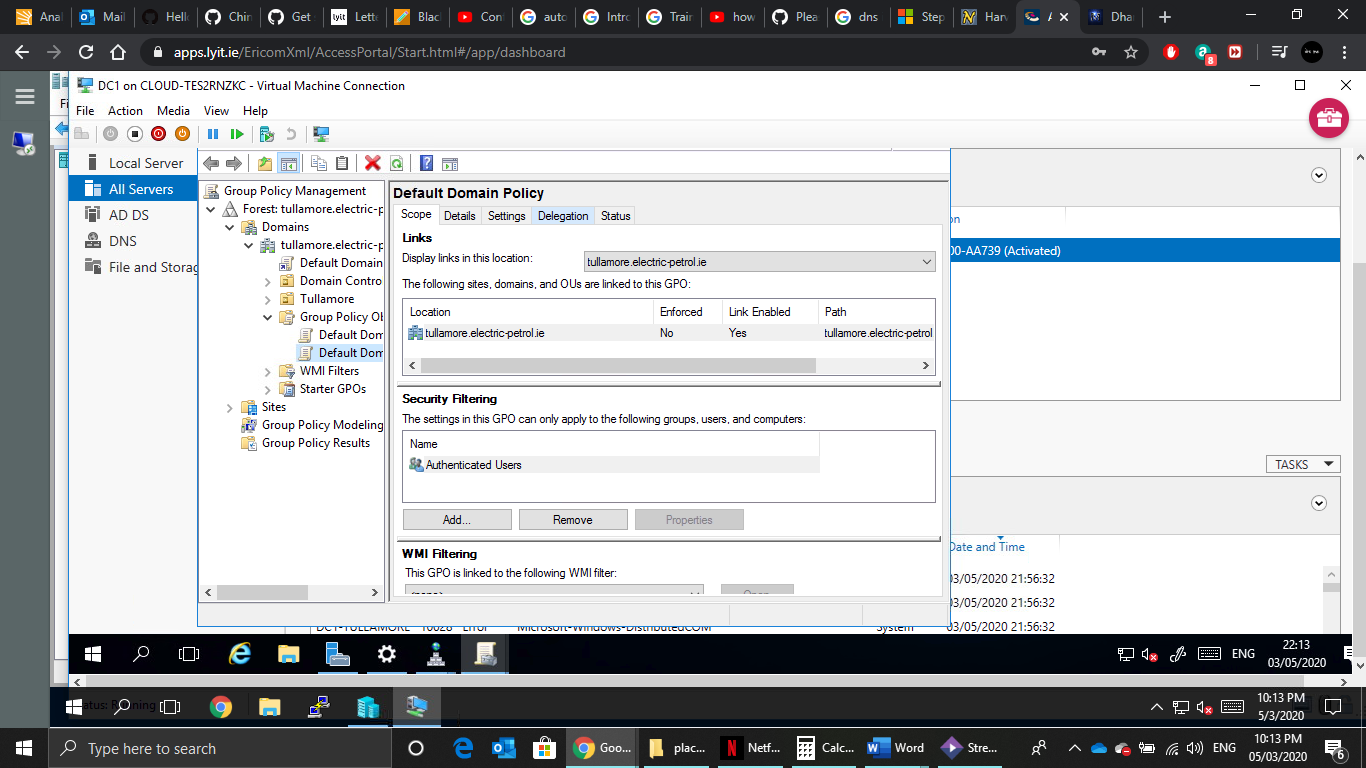 Anal
Mail
Hello
Chin
Get
lyit Lette
Blac
Con
auto
Intro
Train
how
Plea
dns
Step
Harv
A
Dha
apps.lyit.ie/EricomXml/AccessPortal/Start.html#/app/dashboard
8
DC1 on CLOUD-TES2RNZKC - Virtual Machine Connection
File Action Media View Help
Local Server
All Servers
AD DS
DNS
File and Storag
Group Policy Management
Forest: tullamore.electric-p
Domains
tullamore.electric-p
Default Domain
Domain Contro
Tullamore
Group Policy Ob
Default Dom
Default Dom
WMI Filters
Starter GPOs
Sites
Group Policy Modeling
Group Policy Results
Default Domain Policy
Scope Details Settings Delegation Status
Links
Display links in this location: tullamore.electric-petrol.ie
The following sites, domains, and OUs are linked to this GPO:
Location Enforced Link Enabled Path
tullamore.electric-petrol.ie No Yes tullamore.electric-petrol
Security Filtering
The settings in this GPO can only apply to the following groups, users, and computers:
Name
Authenticated Users
Add... Remove Properties
WMI Filtering
This GPO is linked to the following WMI filter:
(none) Open
on
00-AA739 (Activated)
TASKS
Date and Time
03/05/2020 21:56:32
03/05/2020 21:56:32
DC1-TULLAMORE 10028 Error Microsoft-Windows-DistributedCOM System 03/05/2020 21:56:32
ENG
22:13
03/05/2020
Status: Running
10:13 PM
5/3/2020
Type here to search
Goo...
plac...
Netf...
Calc...
Word
Stre...
ENG
10:13 PM
05/03/2020
6